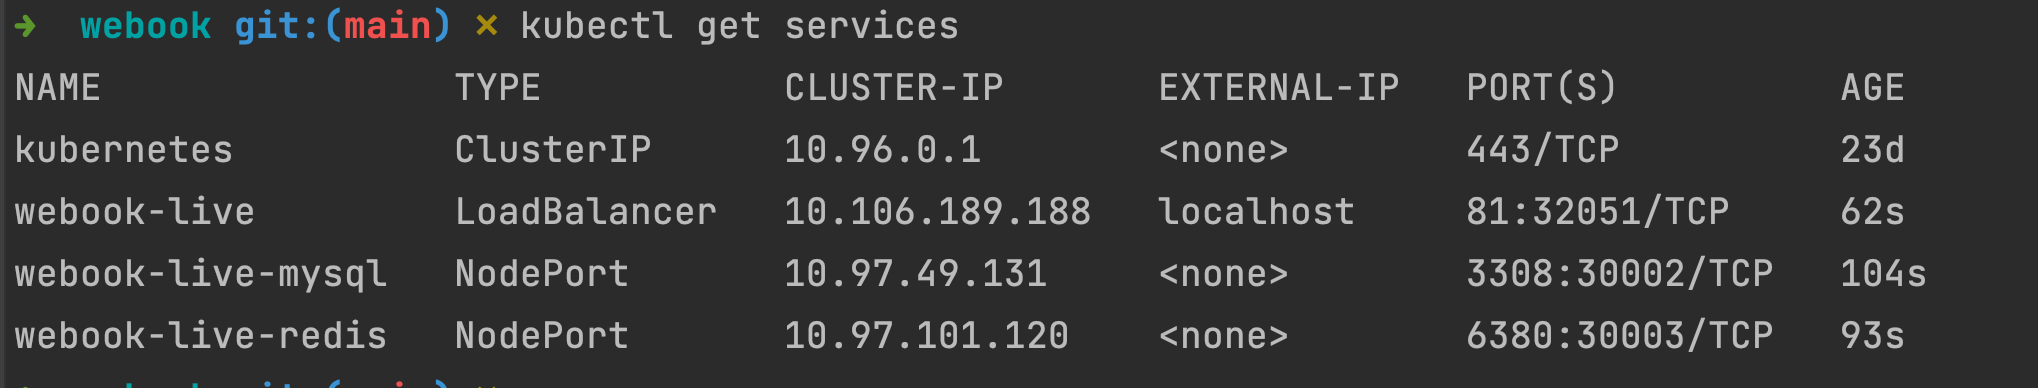 ➜  webook git:(main) ✗ kubectl get services
NAME                TYPE           CLUSTER-IP       EXTERNAL-IP   PORT(S)          AGE
kubernetes          ClusterIP      10.96.0.1        <none>        443/TCP          23d
webook-live         LoadBalancer   10.106.189.188   localhost     81:32051/TCP     62s
webook-live-mysql   NodePort       10.97.49.131     <none>        3308:30002/TCP   104s
webook-live-redis   NodePort       10.97.101.120    <none>        6380:30003/TCP   93s